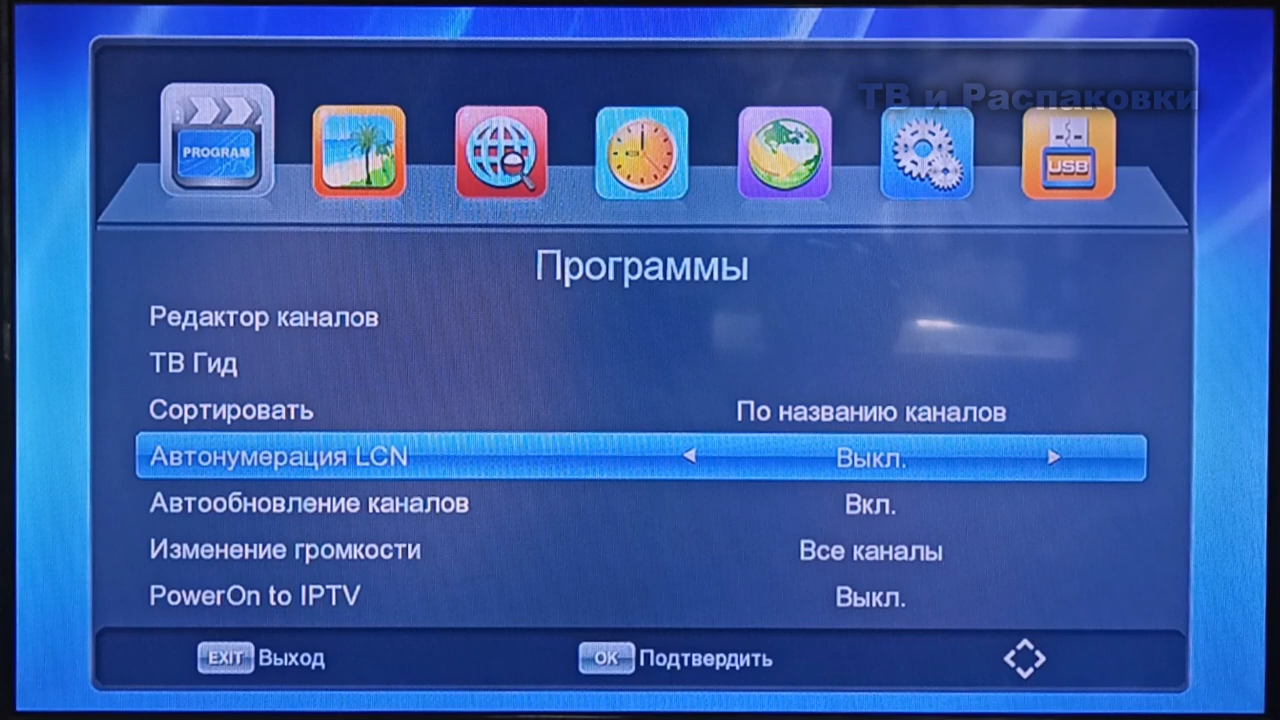 ТВ и Распаковки
PROGRAM
USB
Программы
Редактор каналов
ТВ Гид
Сортировать По названию каналов
Автонумерация LCN Выкл.
Автообновление каналов Вкл.
Изменение громкости Все каналы
PowerOn to IPTV Выкл.
EXIT Выход OK Подтвердить